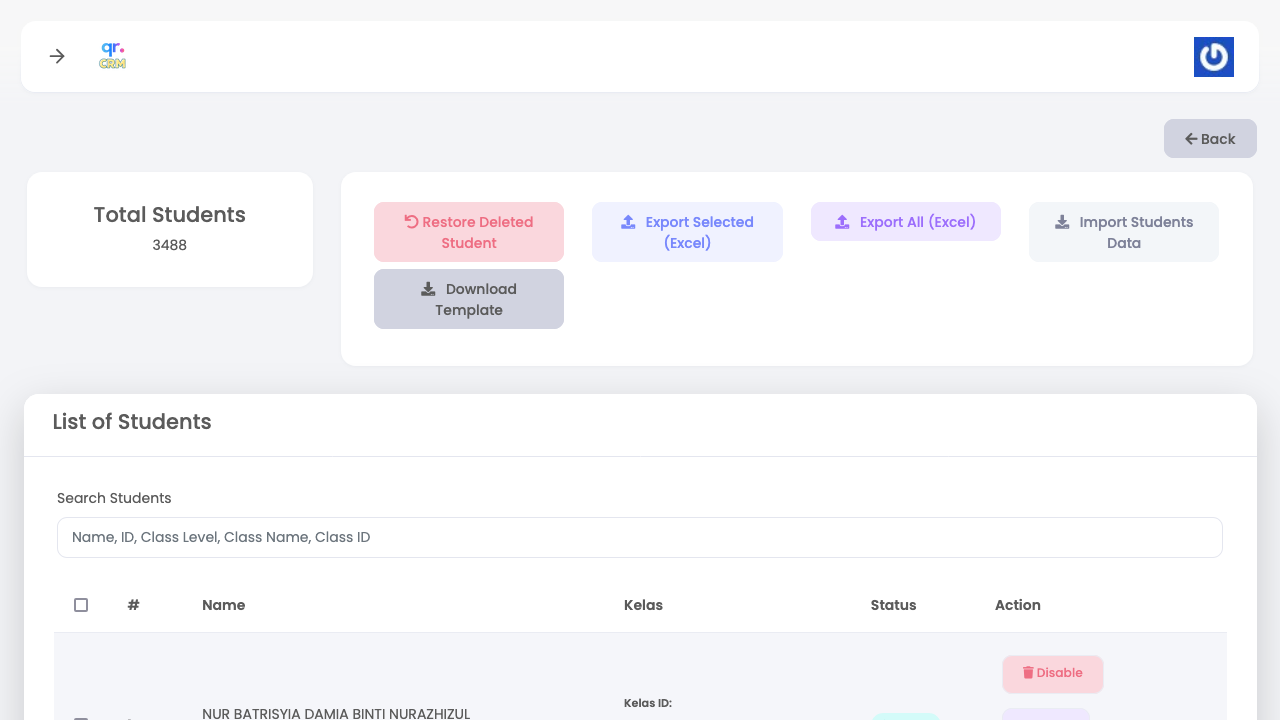 qr.
CRM
Back
Total Students
3488
Restore Deleted
Student
Export Selected
(Excel)
Export All (Excel)
Import Students
Data
Download
Template
List of Students
Search Students
Name, ID, Class Level, Class Name, Class ID
# Name Kelas Status Action
Disable
Kelas ID:
NUR BATRISYIA DAMIA BINTI NURAZHIZUL